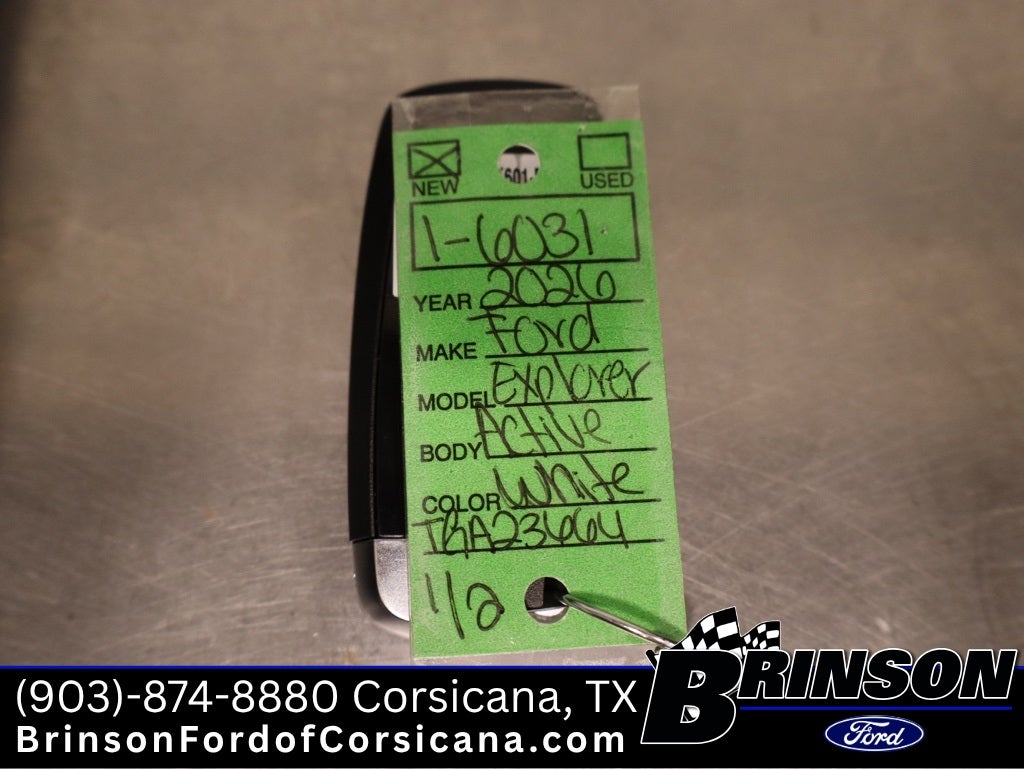 NEW USED
1-6031
YEAR 2026
MAKE Ford
MODEL Explorer
BODY Active
COLOR White
1/2
(903)-874-8880 Corsicana, TX
BrinsonFordofCorsicana.com
BRINSON
Ford